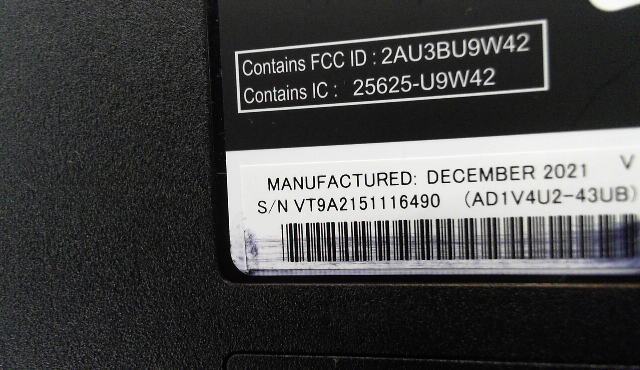 Contains FCC ID : 2AU3BU9W42
Contains IC : 25625-U9W42
MANUFACTURED: DECEMBER 2021 V
S/N VT9A2151116490 (AD1V4U2-43UB)